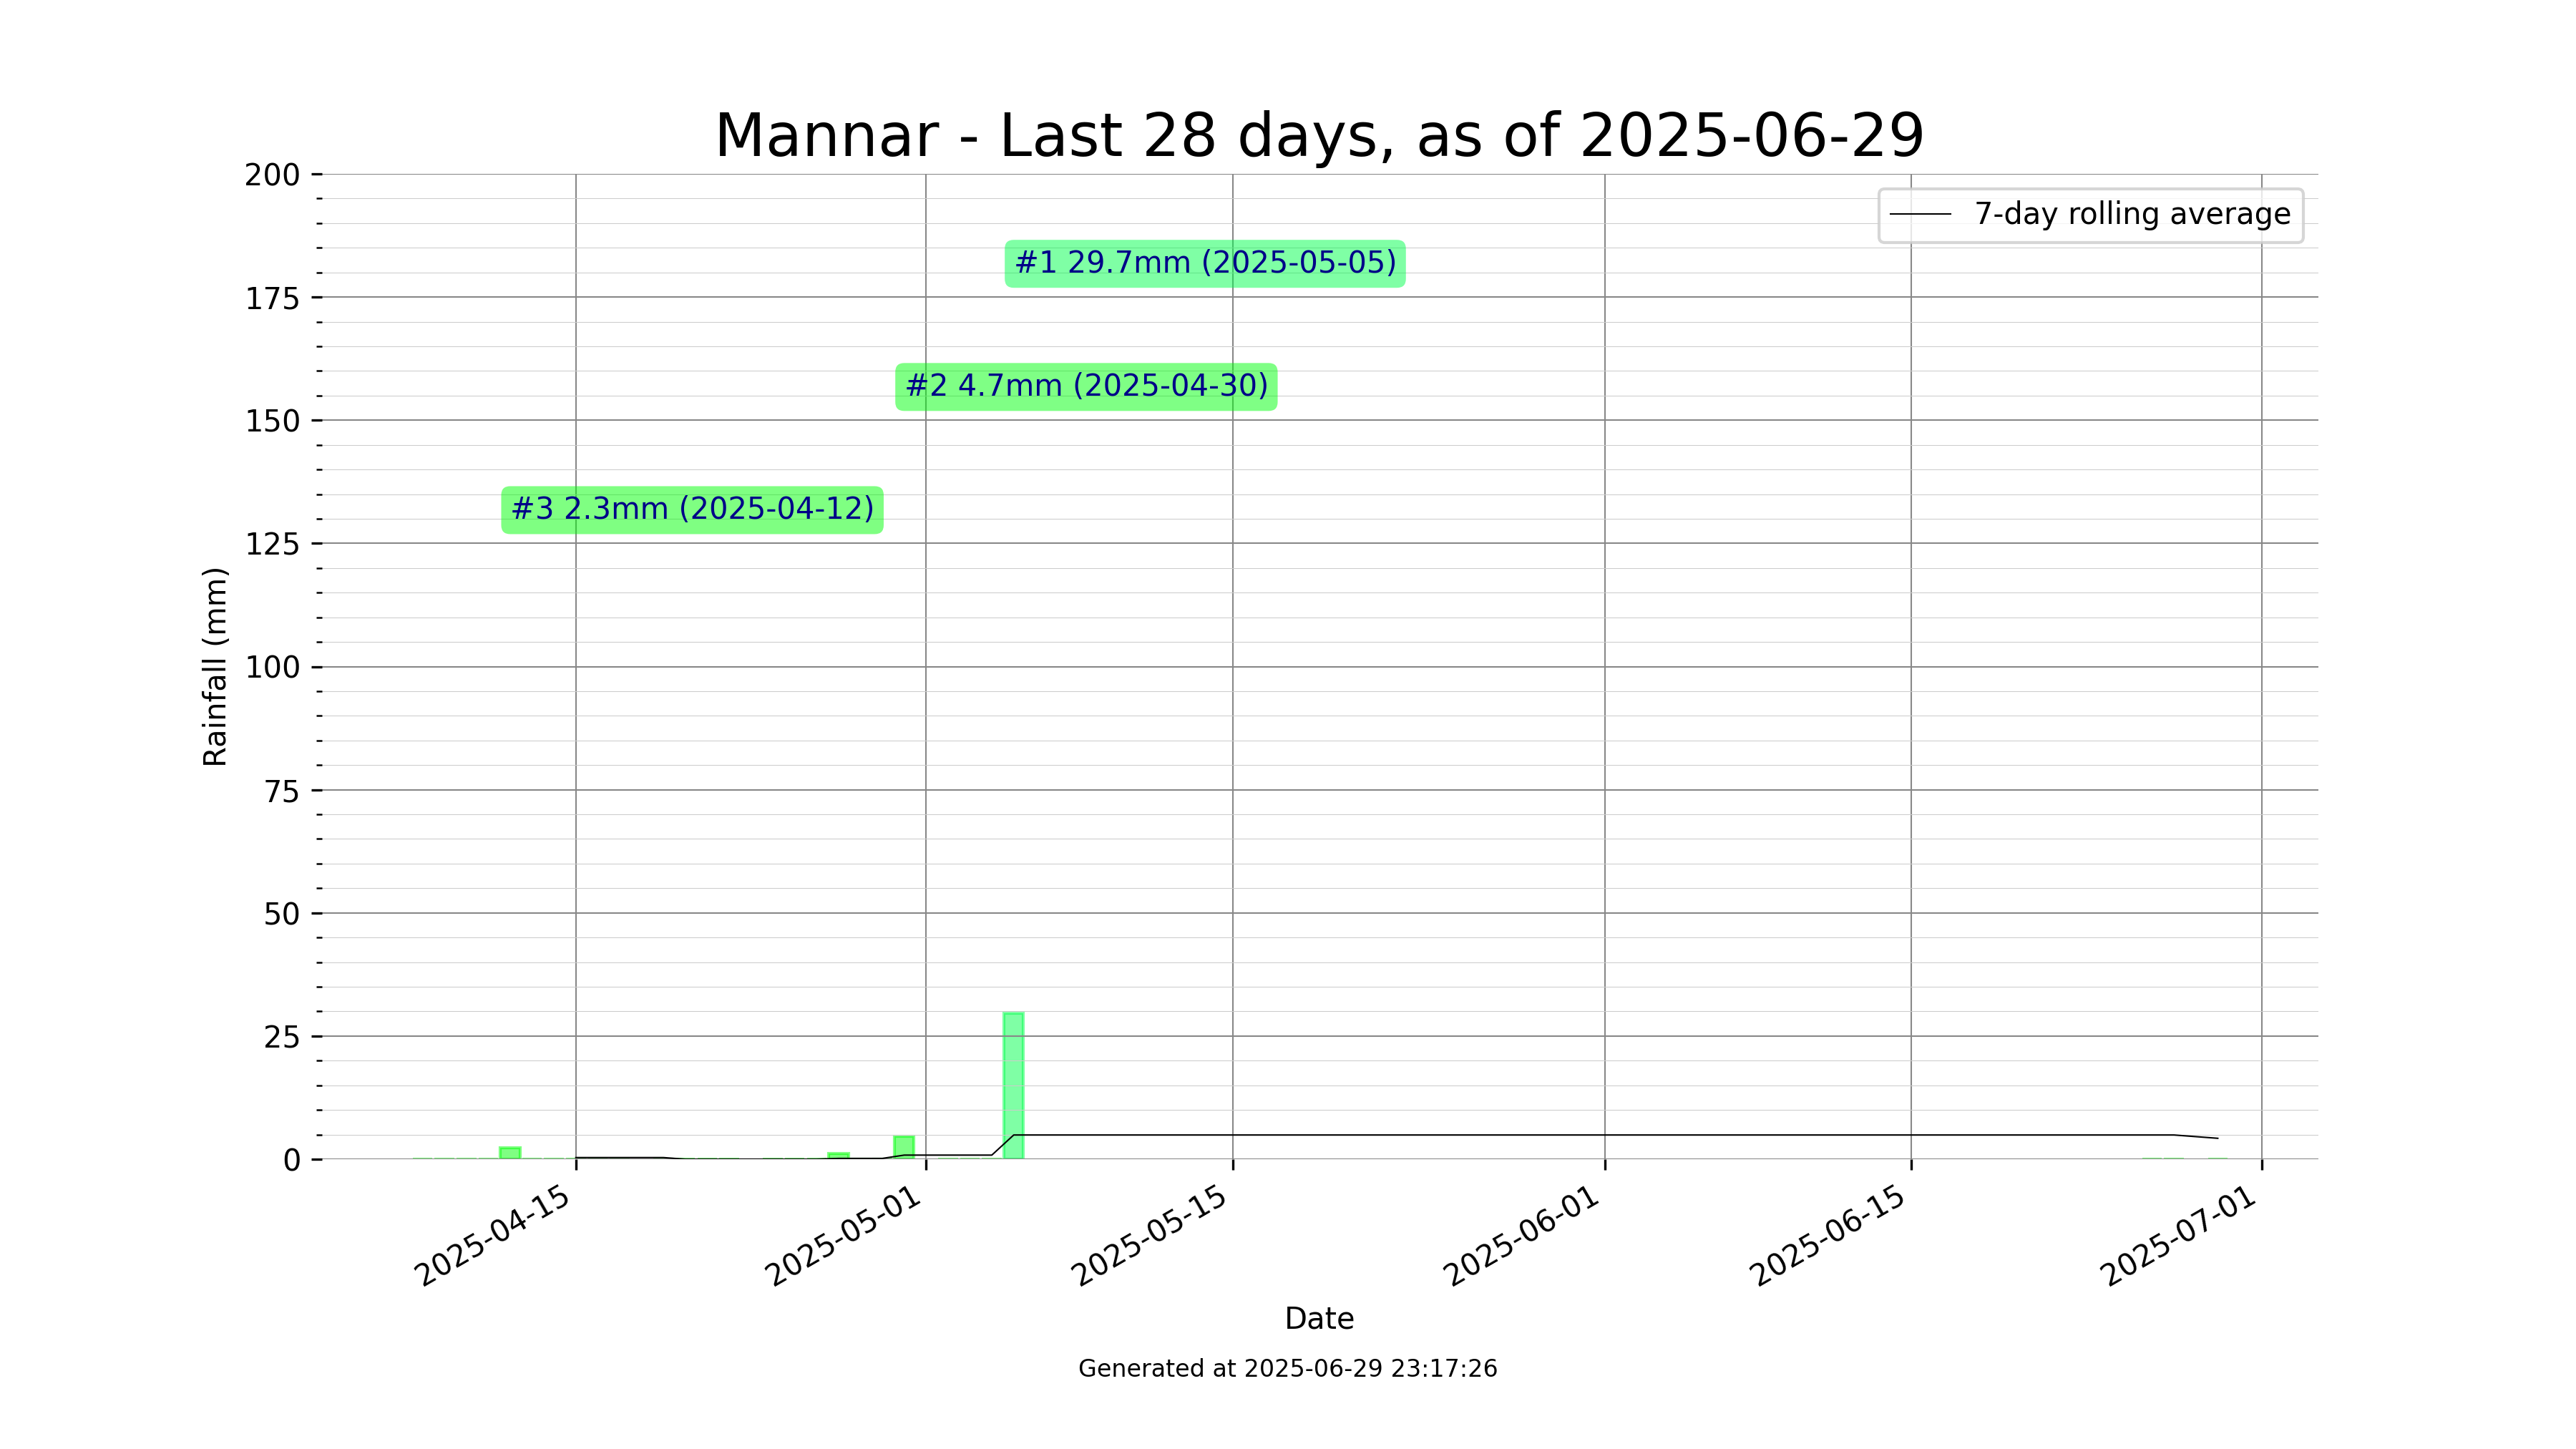 Mannar - Last 28 days, as of 2025-06-29
200
175
150
125
100
75
50
25
0
Rainfall (mm)
7-day rolling average
#1 29.7mm (2025-05-05)
#2 4.7mm (2025-04-30)
#3 2.3mm (2025-04-12)
2025-04-15
2025-05-01
2025-05-15
2025-06-01
2025-06-15
2025-07-01
Date
Generated at 2025-06-29 23:17:26